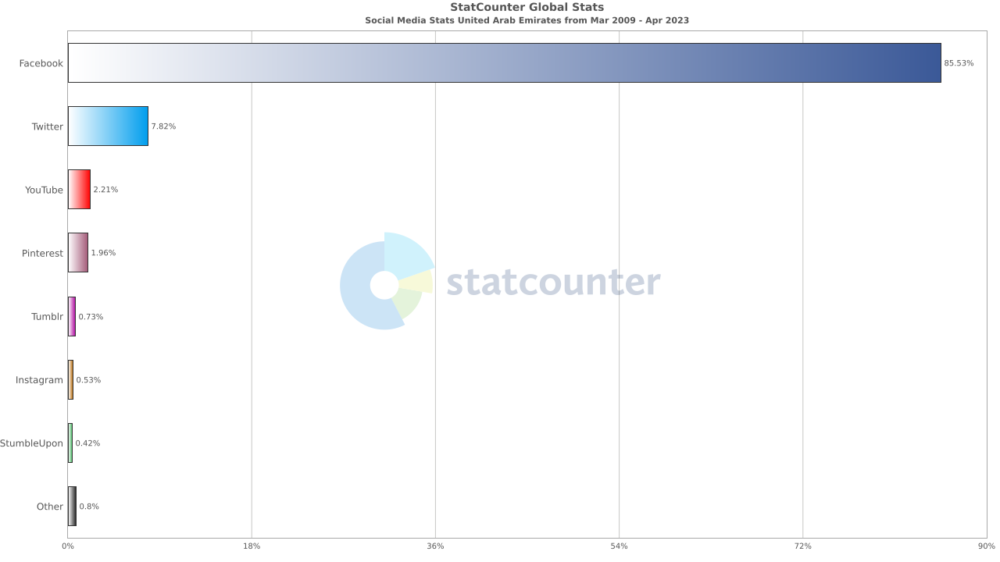 StatCounter Global Stats
Social Media Stats United Arab Emirates from Mar 2009 - Apr 2023
Facebook 85.53%
Twitter 7.82%
YouTube 2.21%
Pinterest 1.96%
statcounter
Tumblr 0.73%
Instagram 0.53%
StumbleUpon 0.42%
Other 0.8%
0% 18% 36% 54% 72% 90%